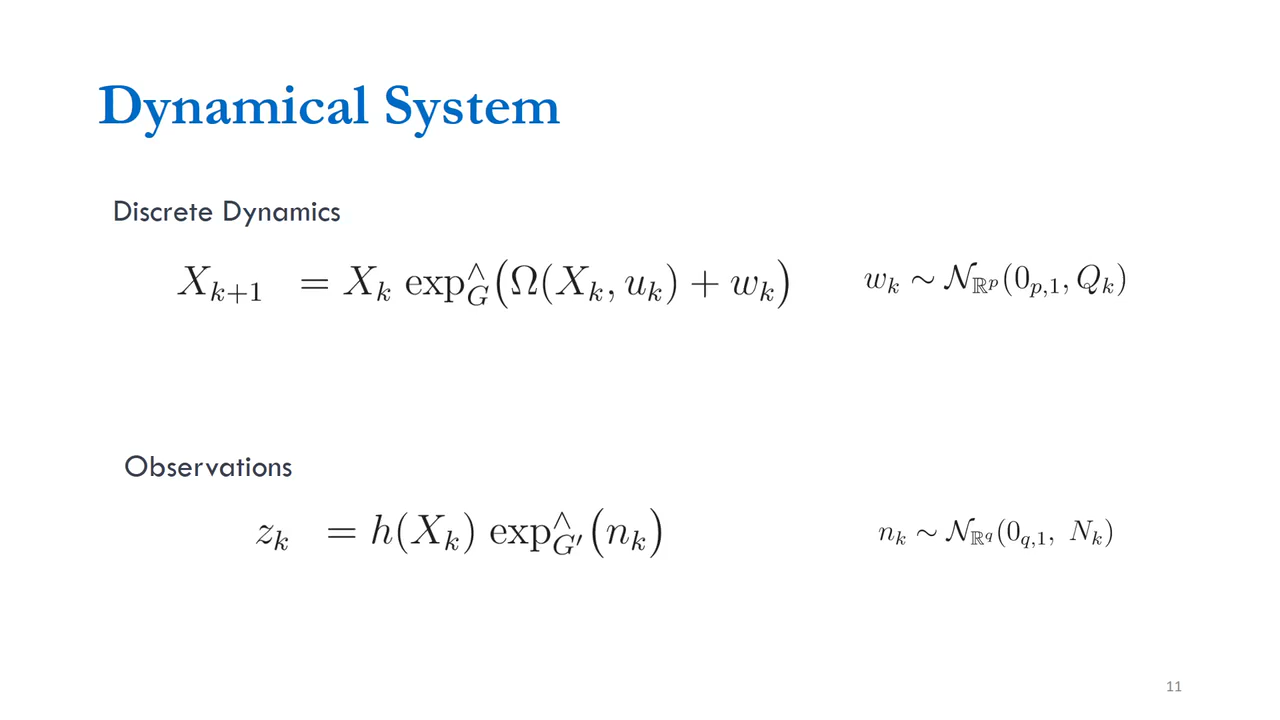 Dynamical System
Discrete Dynamics
X_{k+1} = X_k exp_G^∧(Ω(X_k, u_k) + w_k) w_k ∼ 𝒩_{ℝ^p}(0_{p,1}, Q_k)
Observations
z_k = h(X_k) exp_{G′}^∧(n_k) n_k ∼ 𝒩_{ℝ^q}(0_{q,1}, N_k)
11